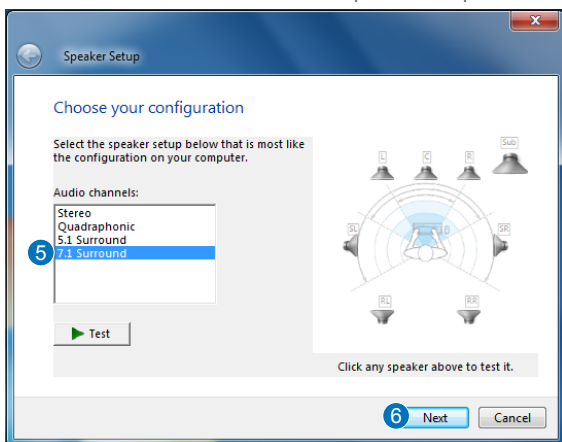 Speaker Setup
Choose your configuration
Select the speaker setup below that is most like
the configuration on your computer.
Audio channels:
Stereo
Quadraphonic
5.1 Surround
5 7.1 Surround
Test
L C R Sub
SL SR
RL RR
Click any speaker above to test it.
6 Next Cancel